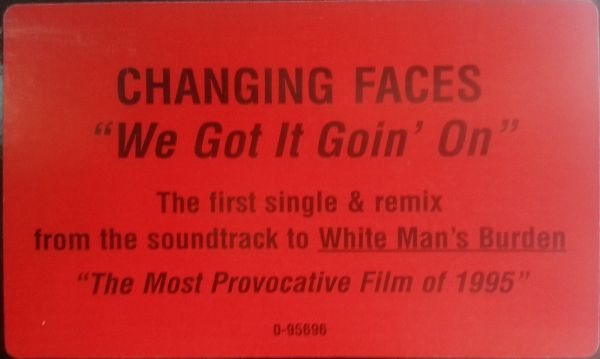 CHANGING FACES
“We Got It Goin’ On”
The first single & remix
from the soundtrack to White Man's Burden
“The Most Provocative Film of 1995”
0-95696